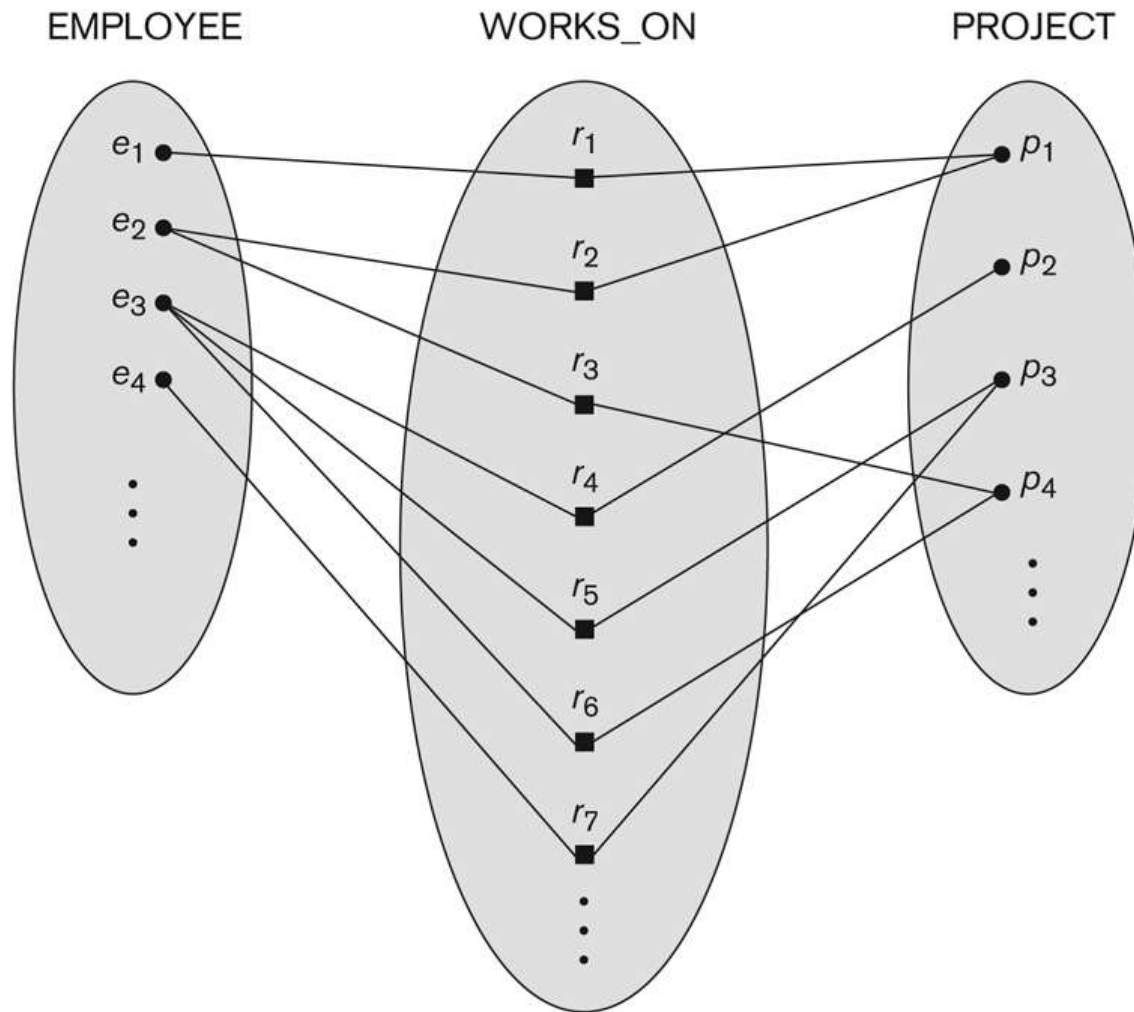 EMPLOYEE WORKS_ON PROJECT
e1 r1 p1
e2 r2 p2
e3 r3 p3
e4 r4 p4
r5
r6
r7